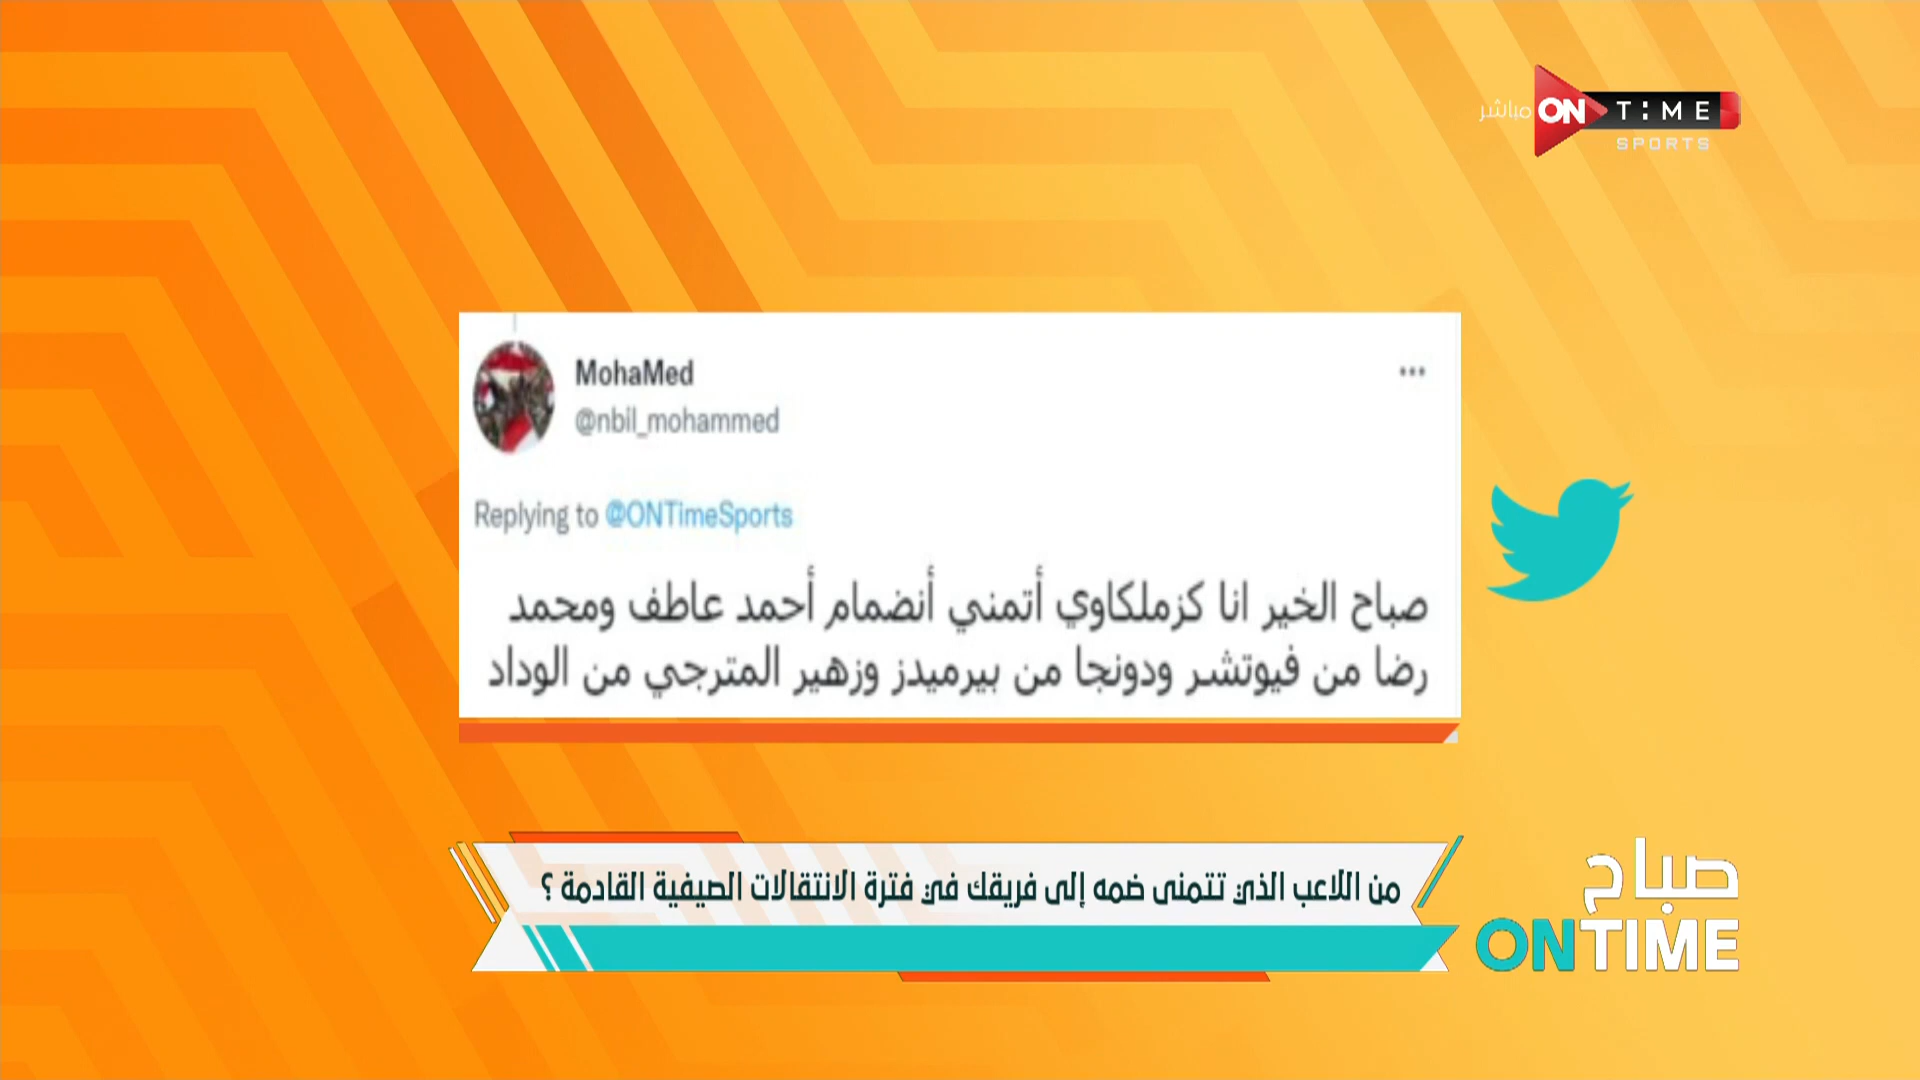 مباشر ON TIME
SPORTS
MohaMed
@nbil_mohammed
Replying to @ONTimeSports
صباح الخير انا كزملكاوي أتمني أنضمام أحمد عاطف ومحمد
رضا من فيوتشر ودونجا من بيرميدز وزهير المترجي من الوداد
من اللاعب الذي تتمنى ضمه إلى فريقك في فترة الانتقالات الصيفية القادمة ؟
صباح
ONTIME